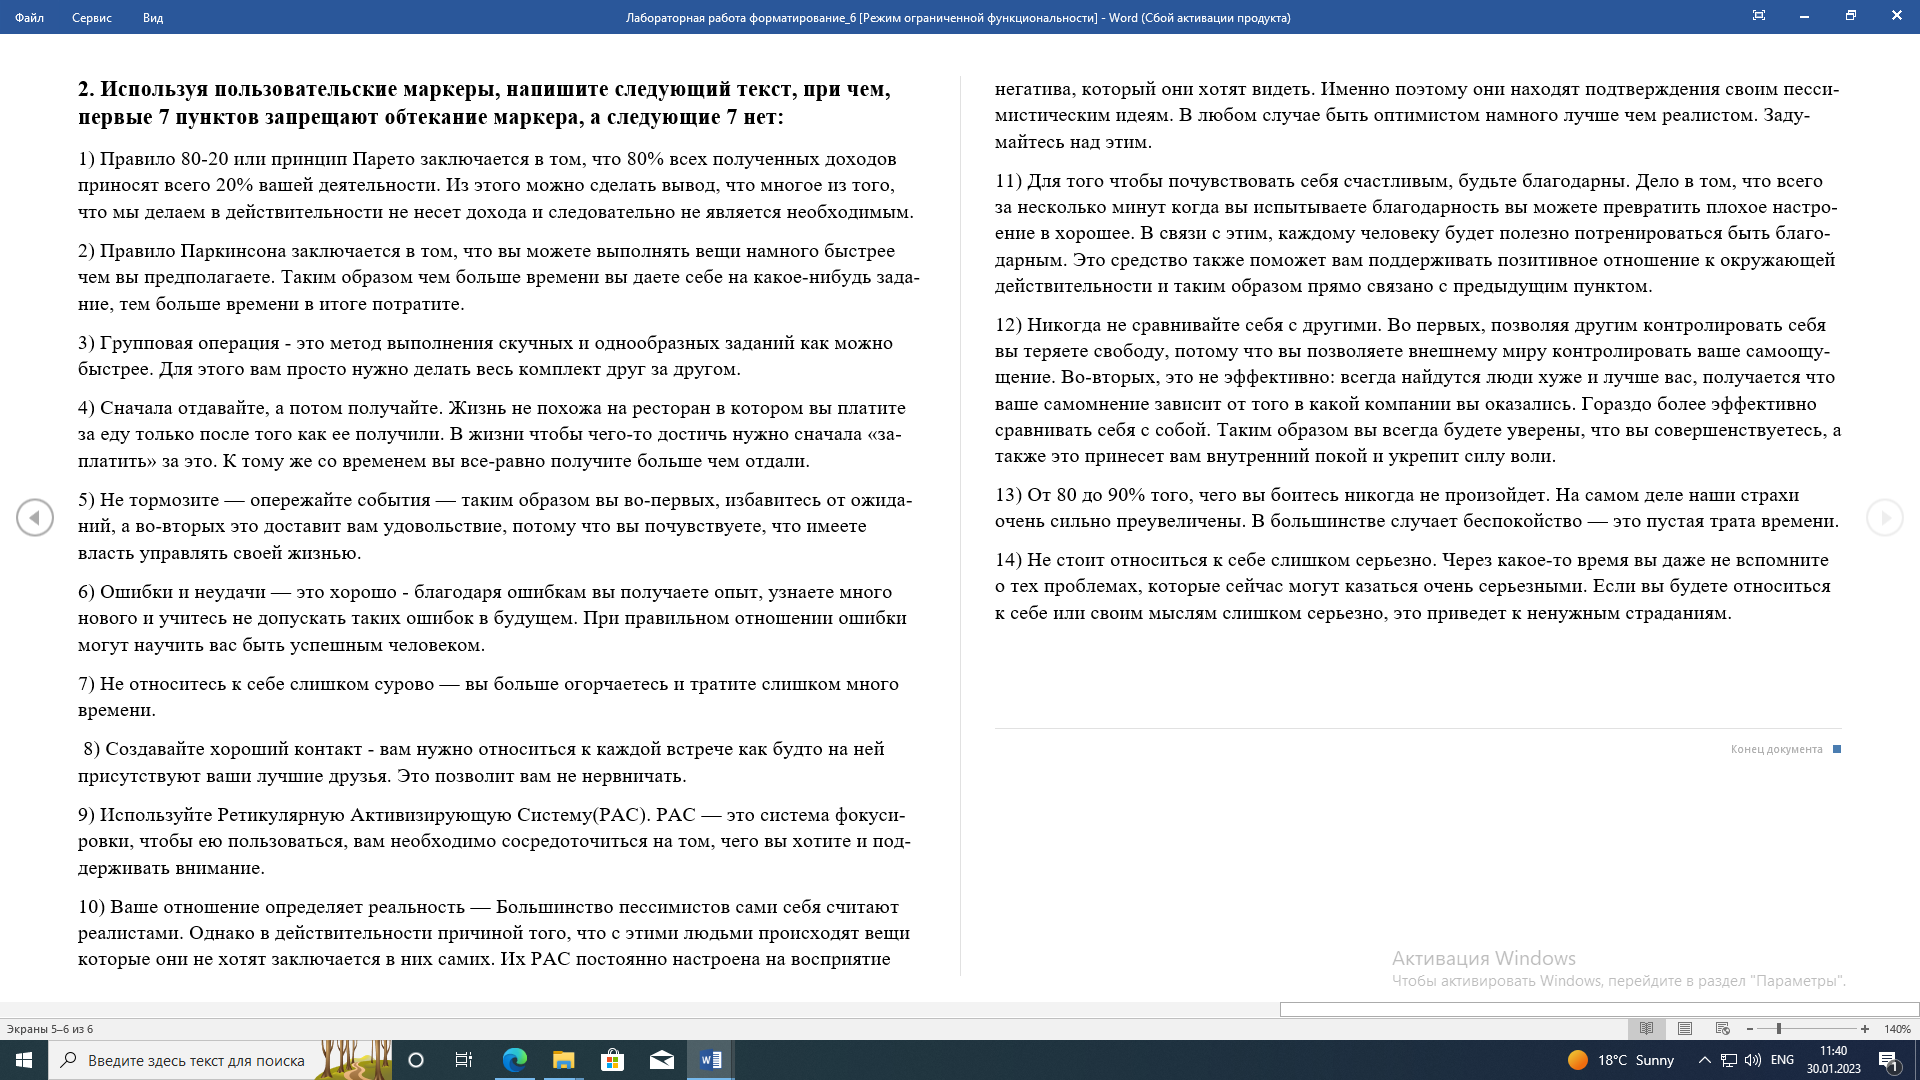 Файл Сервис Вид
Лабораторная работа форматирование_6 [Режим ограниченной функциональности] - Word (Сбой активации продукта)
2. Используя пользовательские маркеры, напишите следующий текст, при чем,
первые 7 пунктов запрещают обтекание маркера, а следующие 7 нет:
1) Правило 80-20 или принцип Парето заключается в том, что 80% всех полученных доходов
приносят всего 20% вашей деятельности. Из этого можно сделать вывод, что многое из того,
что мы делаем в действительности не несет дохода и следовательно не является необходимым.
2) Правило Паркинсона заключается в том, что вы можете выполнять вещи намного быстрее
чем вы предполагаете. Таким образом чем больше времени вы даете себе на какое-нибудь зада-
ние, тем больше времени в итоге потратите.
3) Групповая операция - это метод выполнения скучных и однообразных заданий как можно
быстрее. Для этого вам просто нужно делать весь комплект друг за другом.
4) Сначала отдавайте, а потом получайте. Жизнь не похожа на ресторан в котором вы платите
за еду только после того как ее получили. В жизни чтобы чего-то достичь нужно сначала «за-
платить» за это. К тому же со временем вы все-равно получите больше чем отдали.
5) Не тормозите — опережайте события — таким образом вы во-первых, избавитесь от ожида-
ний, а во-вторых это доставит вам удовольствие, потому что вы почувствуете, что имеете
власть управлять своей жизнью.
6) Ошибки и неудачи — это хорошо - благодаря ошибкам вы получаете опыт, узнаете много
нового и учитесь не допускать таких ошибок в будущем. При правильном отношении ошибки
могут научить вас быть успешным человеком.
7) Не относитесь к себе слишком сурово — вы больше огорчаетесь и тратите слишком много
времени.
8) Создавайте хороший контакт - вам нужно относиться к каждой встрече как будто на ней
присутствуют ваши лучшие друзья. Это позволит вам не нервничать.
9) Используйте Ретикулярную Активизирующую Систему(РАС). РАС — это система фокуси-
ровки, чтобы ею пользоваться, вам необходимо сосредоточиться на том, чего вы хотите и под-
держивать внимание.
10) Ваше отношение определяет реальность — Большинство пессимистов сами себя считают
реалистами. Однако в действительности причиной того, что с этими людьми происходят вещи
которые они не хотят заключается в них самих. Их РАС постоянно настроена на восприятие
негатива, который они хотят видеть. Именно поэтому они находят подтверждения своим песси-
мистическим идеям. В любом случае быть оптимистом намного лучше чем реалистом. Заду-
майтесь над этим.
11) Для того чтобы почувствовать себя счастливым, будьте благодарны. Дело в том, что всего
за несколько минут когда вы испытываете благодарность вы можете превратить плохое настро-
ение в хорошее. В связи с этим, каждому человеку будет полезно потренироваться быть благо-
дарным. Это средство также поможет вам поддерживать позитивное отношение к окружающей
действительности и таким образом прямо связано с предыдущим пунктом.
12) Никогда не сравнивайте себя с другими. Во первых, позволяя другим контролировать себя
вы теряете свободу, потому что вы позволяете внешнему миру контролировать ваше самоощу-
щение. Во-вторых, это не эффективно: всегда найдутся люди хуже и лучше вас, получается что
ваше самомнение зависит от того в какой компании вы оказались. Гораздо более эффективно
сравнивать себя с собой. Таким образом вы всегда будете уверены, что вы совершенствуетесь, а
также это принесет вам внутренний покой и укрепит силу воли.
13) От 80 до 90% того, чего вы боитесь никогда не произойдет. На самом деле наши страхи
очень сильно преувеличены. В большинстве случает беспокойство — это пустая трата времени.
14) Не стоит относиться к себе слишком серьезно. Через какое-то время вы даже не вспомните
о тех проблемах, которые сейчас могут казаться очень серьезными. Если вы будете относиться
к себе или своим мыслям слишком серьезно, это приведет к ненужным страданиям.
Конец документа
Активация Windows
Чтобы активировать Windows, перейдите в раздел "Параметры".
Экраны 5–6 из 6
140%
Введите здесь текст для поиска
18°C Sunny
ENG
11:40
30.01.2023
1